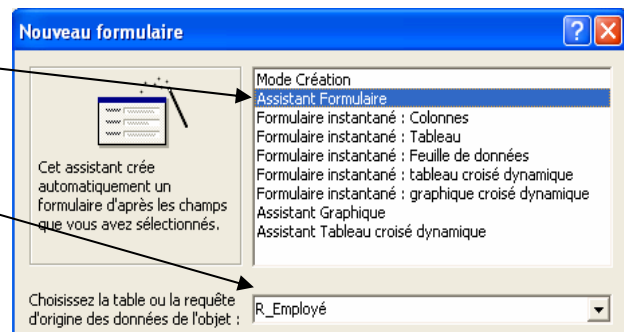 Nouveau formulaire
Mode Création
Assistant Formulaire
Formulaire instantané : Colonnes
Formulaire instantané : Tableau
Formulaire instantané : Feuille de données
Formulaire instantané : tableau croisé dynamique
Formulaire instantané : graphique croisé dynamique
Assistant Graphique
Assistant Tableau croisé dynamique
Cet assistant crée
automatiquement un
formulaire d'après les champs
que vous avez sélectionnés.
Choisissez la table ou la requête
d'origine des données de l'objet :
R_Employé